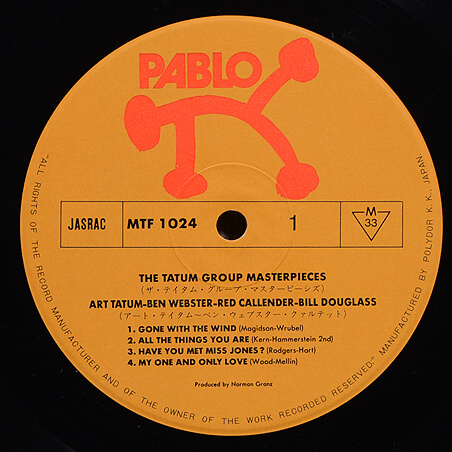 PABLO
JASRAC
MTF 1024
1
M
33
THE TATUM GROUP MASTERPIECES
(ザ・テイタム・グループ・マスターピーシズ)
ART TATUM-BEN WEBSTER-RED CALLENDER-BILL DOUGLASS
(アート・テイタム〜ベン・ウェブスター・クァルテット)
1. GONE WITH THE WIND (Magidson-Wrubel)
2. ALL THE THINGS YOU ARE (Kern-Hammerstein 2nd)
3. HAVE YOU MET MISS JONES? (Rodgers-Hart)
4. MY ONE AND ONLY LOVE (Wood-Mellin)
Produced by Norman Granz
"ALL RIGHTS OF THE RECORD MANUFACTURER AND OF THE OWNER OF THE WORK RECORDED RESERVED." MANUFACTURED BY POLYDOR K. K., JAPAN